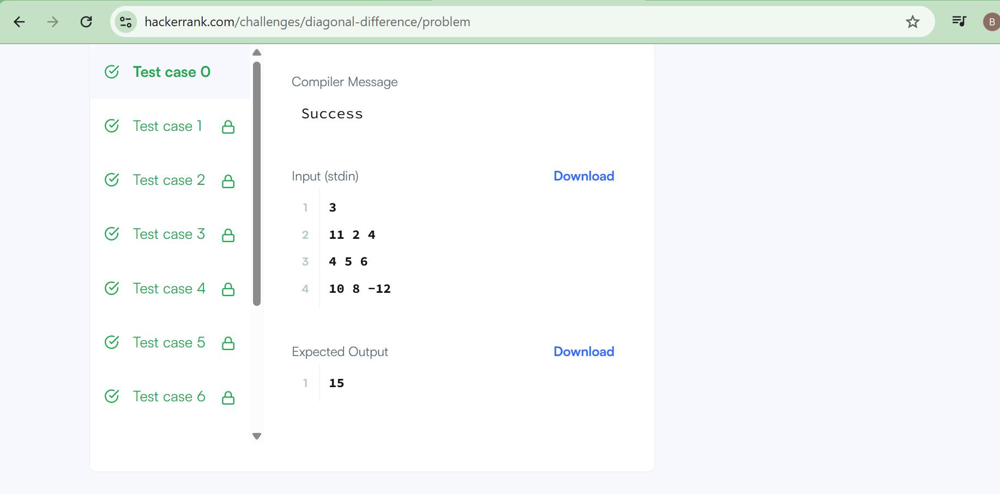 hackerrank.com/challenges/diagonal-difference/problem
B
Test case 0
Test case 1
Test case 2
Test case 3
Test case 4
Test case 5
Test case 6
Compiler Message
Success
Input (stdin)
Download
1 3
2 11 2 4
3 4 5 6
4 10 8 -12
Expected Output
Download
1 15